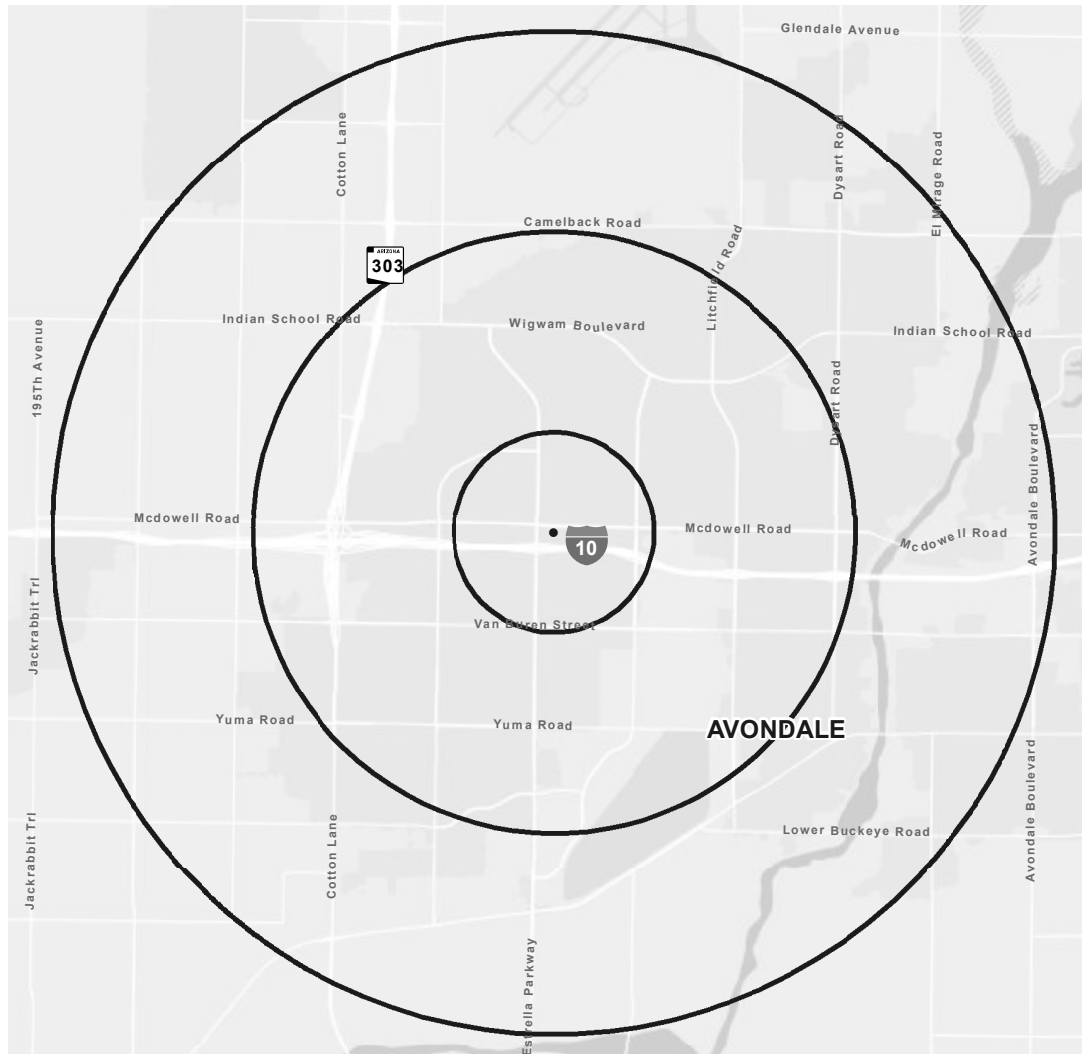 Glendale Avenue
Cotton Lane
Dysart Road
El Mirage Road
Camelback Road
Litchfield Road
ARIZONA
303
Indian School Road
Wigwam Boulevard
Indian School Road
195Th Avenue
Dysart Road
Avondale Boulevard
Mcdowell Road
Mcdowell Road
Mcdowell Road
10
Jackrabbit Trl
Van Buren Street
Yuma Road
Yuma Road
AVONDALE
Avondale Boulevard
Jackrabbit Trl
Cotton Lane
Lower Buckeye Road
Estrella Parkway